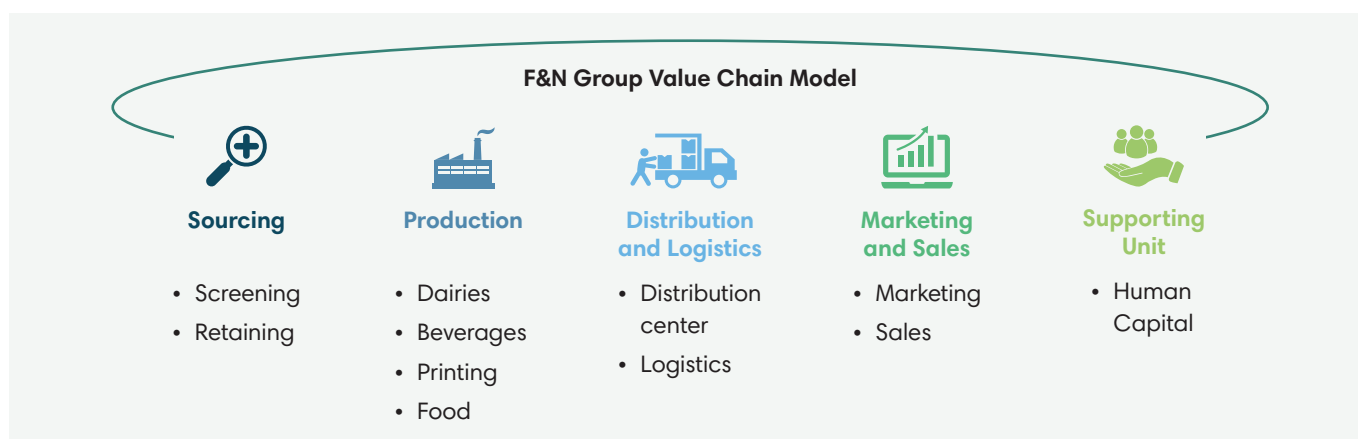 F&N Group Value Chain Model
Sourcing
• Screening
• Retaining
Production
• Dairies
• Beverages
• Printing
• Food
Distribution
and Logistics
• Distribution
center
• Logistics
Marketing
and Sales
• Marketing
• Sales
Supporting
Unit
• Human
Capital